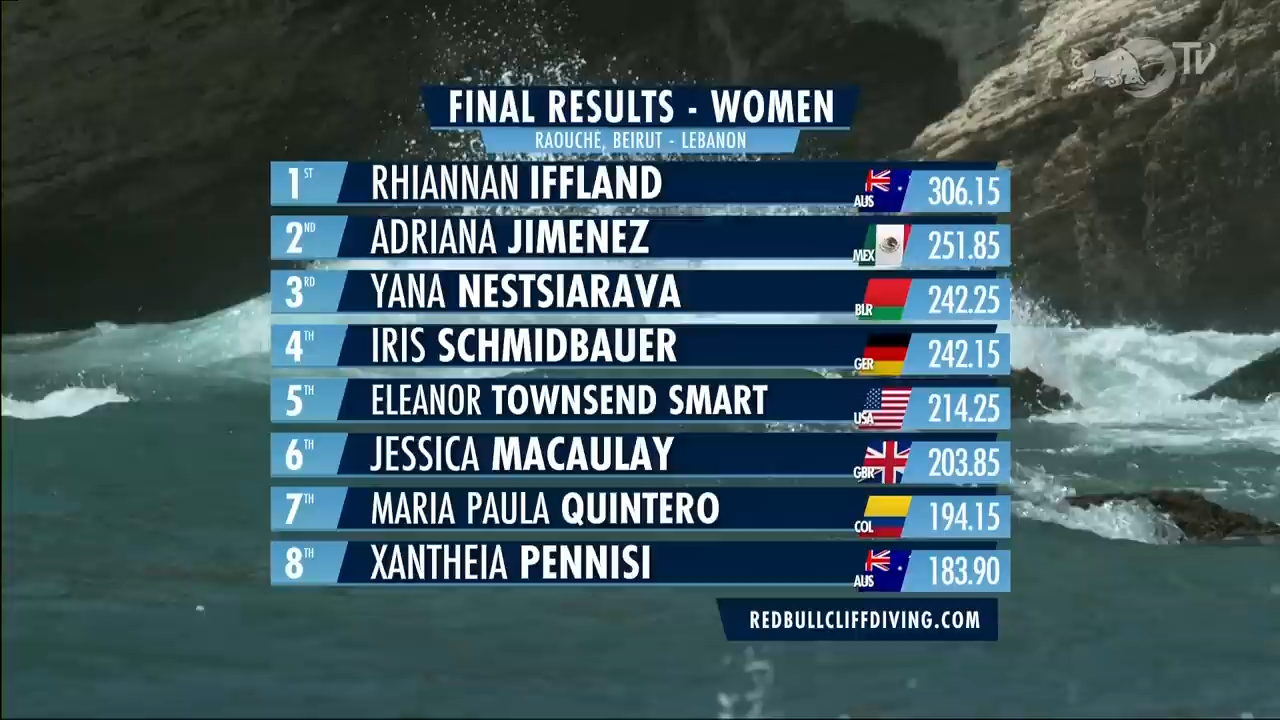 TV
FINAL RESULTS - WOMEN
RAOUCHE, BEIRUT - LEBANON
1ST RHIANNAN IFFLAND AUS 306.15
2ND ADRIANA JIMENEZ MEX 251.85
3RD YANA NESTSIARAVA BLR 242.25
4TH IRIS SCHMIDBAUER GER 242.15
5TH ELEANOR TOWNSEND SMART USA 214.25
6TH JESSICA MACAULAY GBR 203.85
7TH MARIA PAULA QUINTERO COL 194.15
8TH XANTHEIA PENNISI AUS 183.90
REDBULLCLIFFDIVING.COM